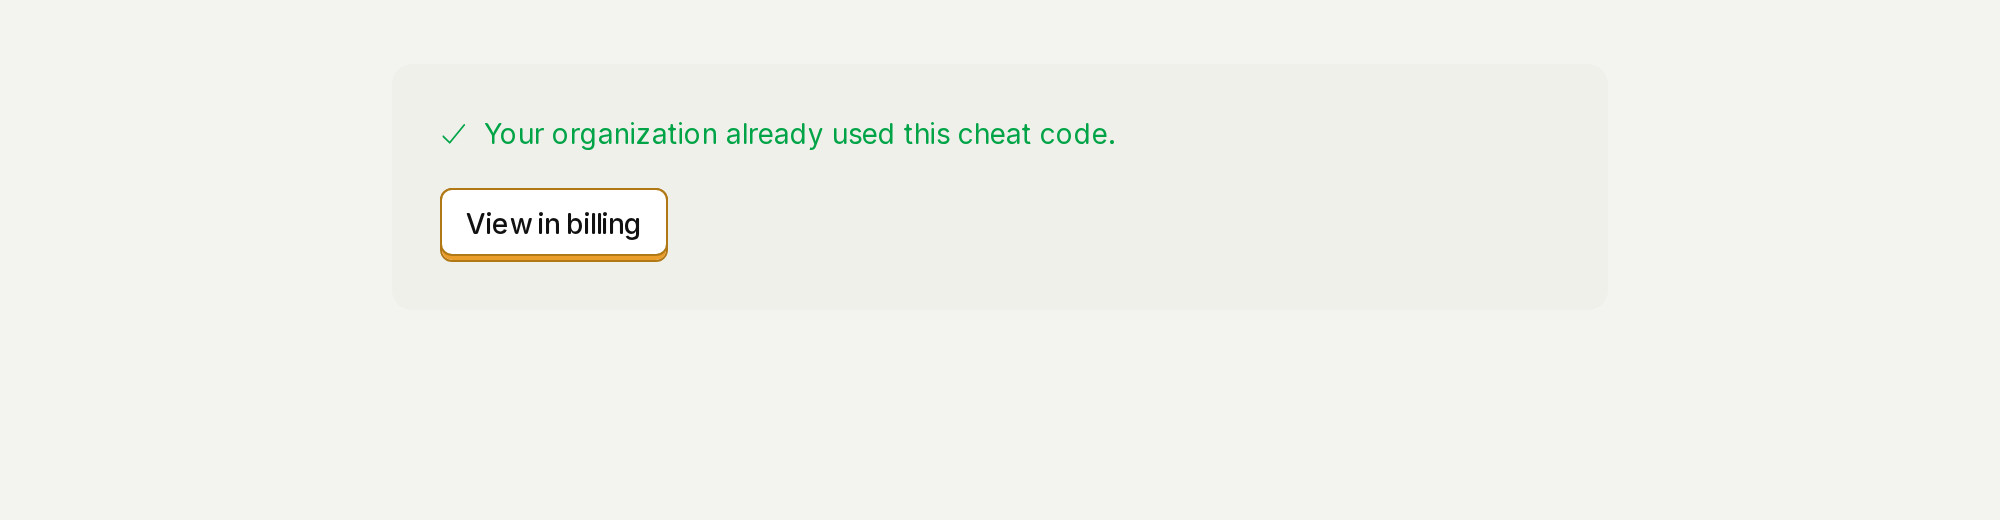 Your organization already used this cheat code.
View in billing